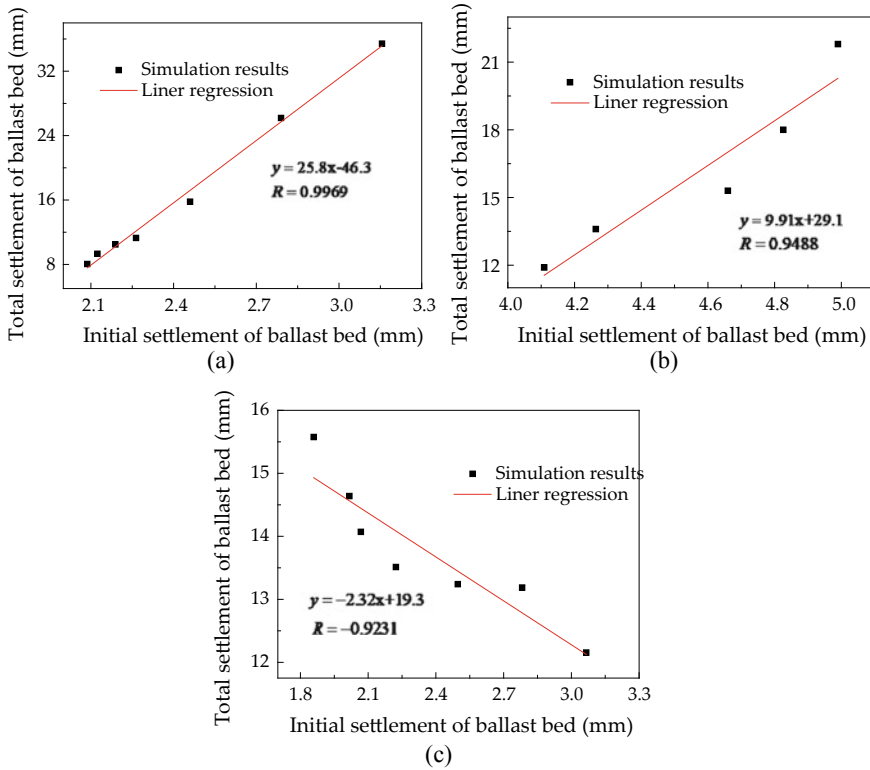 Total settlement of ballast bed (mm)
32
24
16
8
Simulation results
Liner regression
y = 25.8x-46.3
R = 0.9969
2.1 2.4 2.7 3.0 3.3
Initial settlement of ballast bed (mm)
(a)
Total settlement of ballast bed (mm)
21
18
15
12
Simulation results
Liner regression
y = 9.91x+29.1
R = 0.9488
4.0 4.2 4.4 4.6 4.8 5.0
Initial settlement of ballast bed (mm)
(b)
Total settlement of ballast bed (mm)
16
15
14
13
12
Simulation results
Liner regression
y = –2.32x+19.3
R = –0.9231
1.8 2.1 2.4 2.7 3.0 3.3
Initial settlement of ballast bed (mm)
(c)